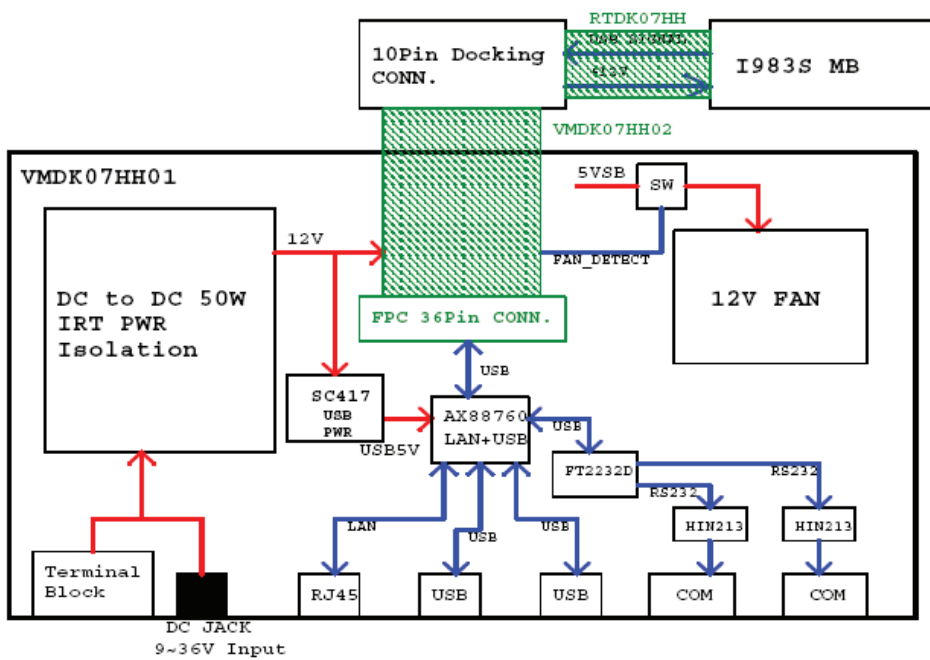 RTDK07HH
10Pin Docking
CONN.
I983S MB
VMDK07HH02
VMDK07HH01
5VSB
SW
12V
FAN_DETECT
DC to DC 50W
IRT PWR
Isolation
12V FAN
FPC 36Pin CONN.
USB
SC417
USB
PWR
AX88760
LAN+USB
USB
USB5V
FT2232D
RS232
RS232
LAN
USB
USB
HIN213
HIN213
Terminal
Block
RJ45
USB
USB
COM
COM
DC JACK
9~36V Input